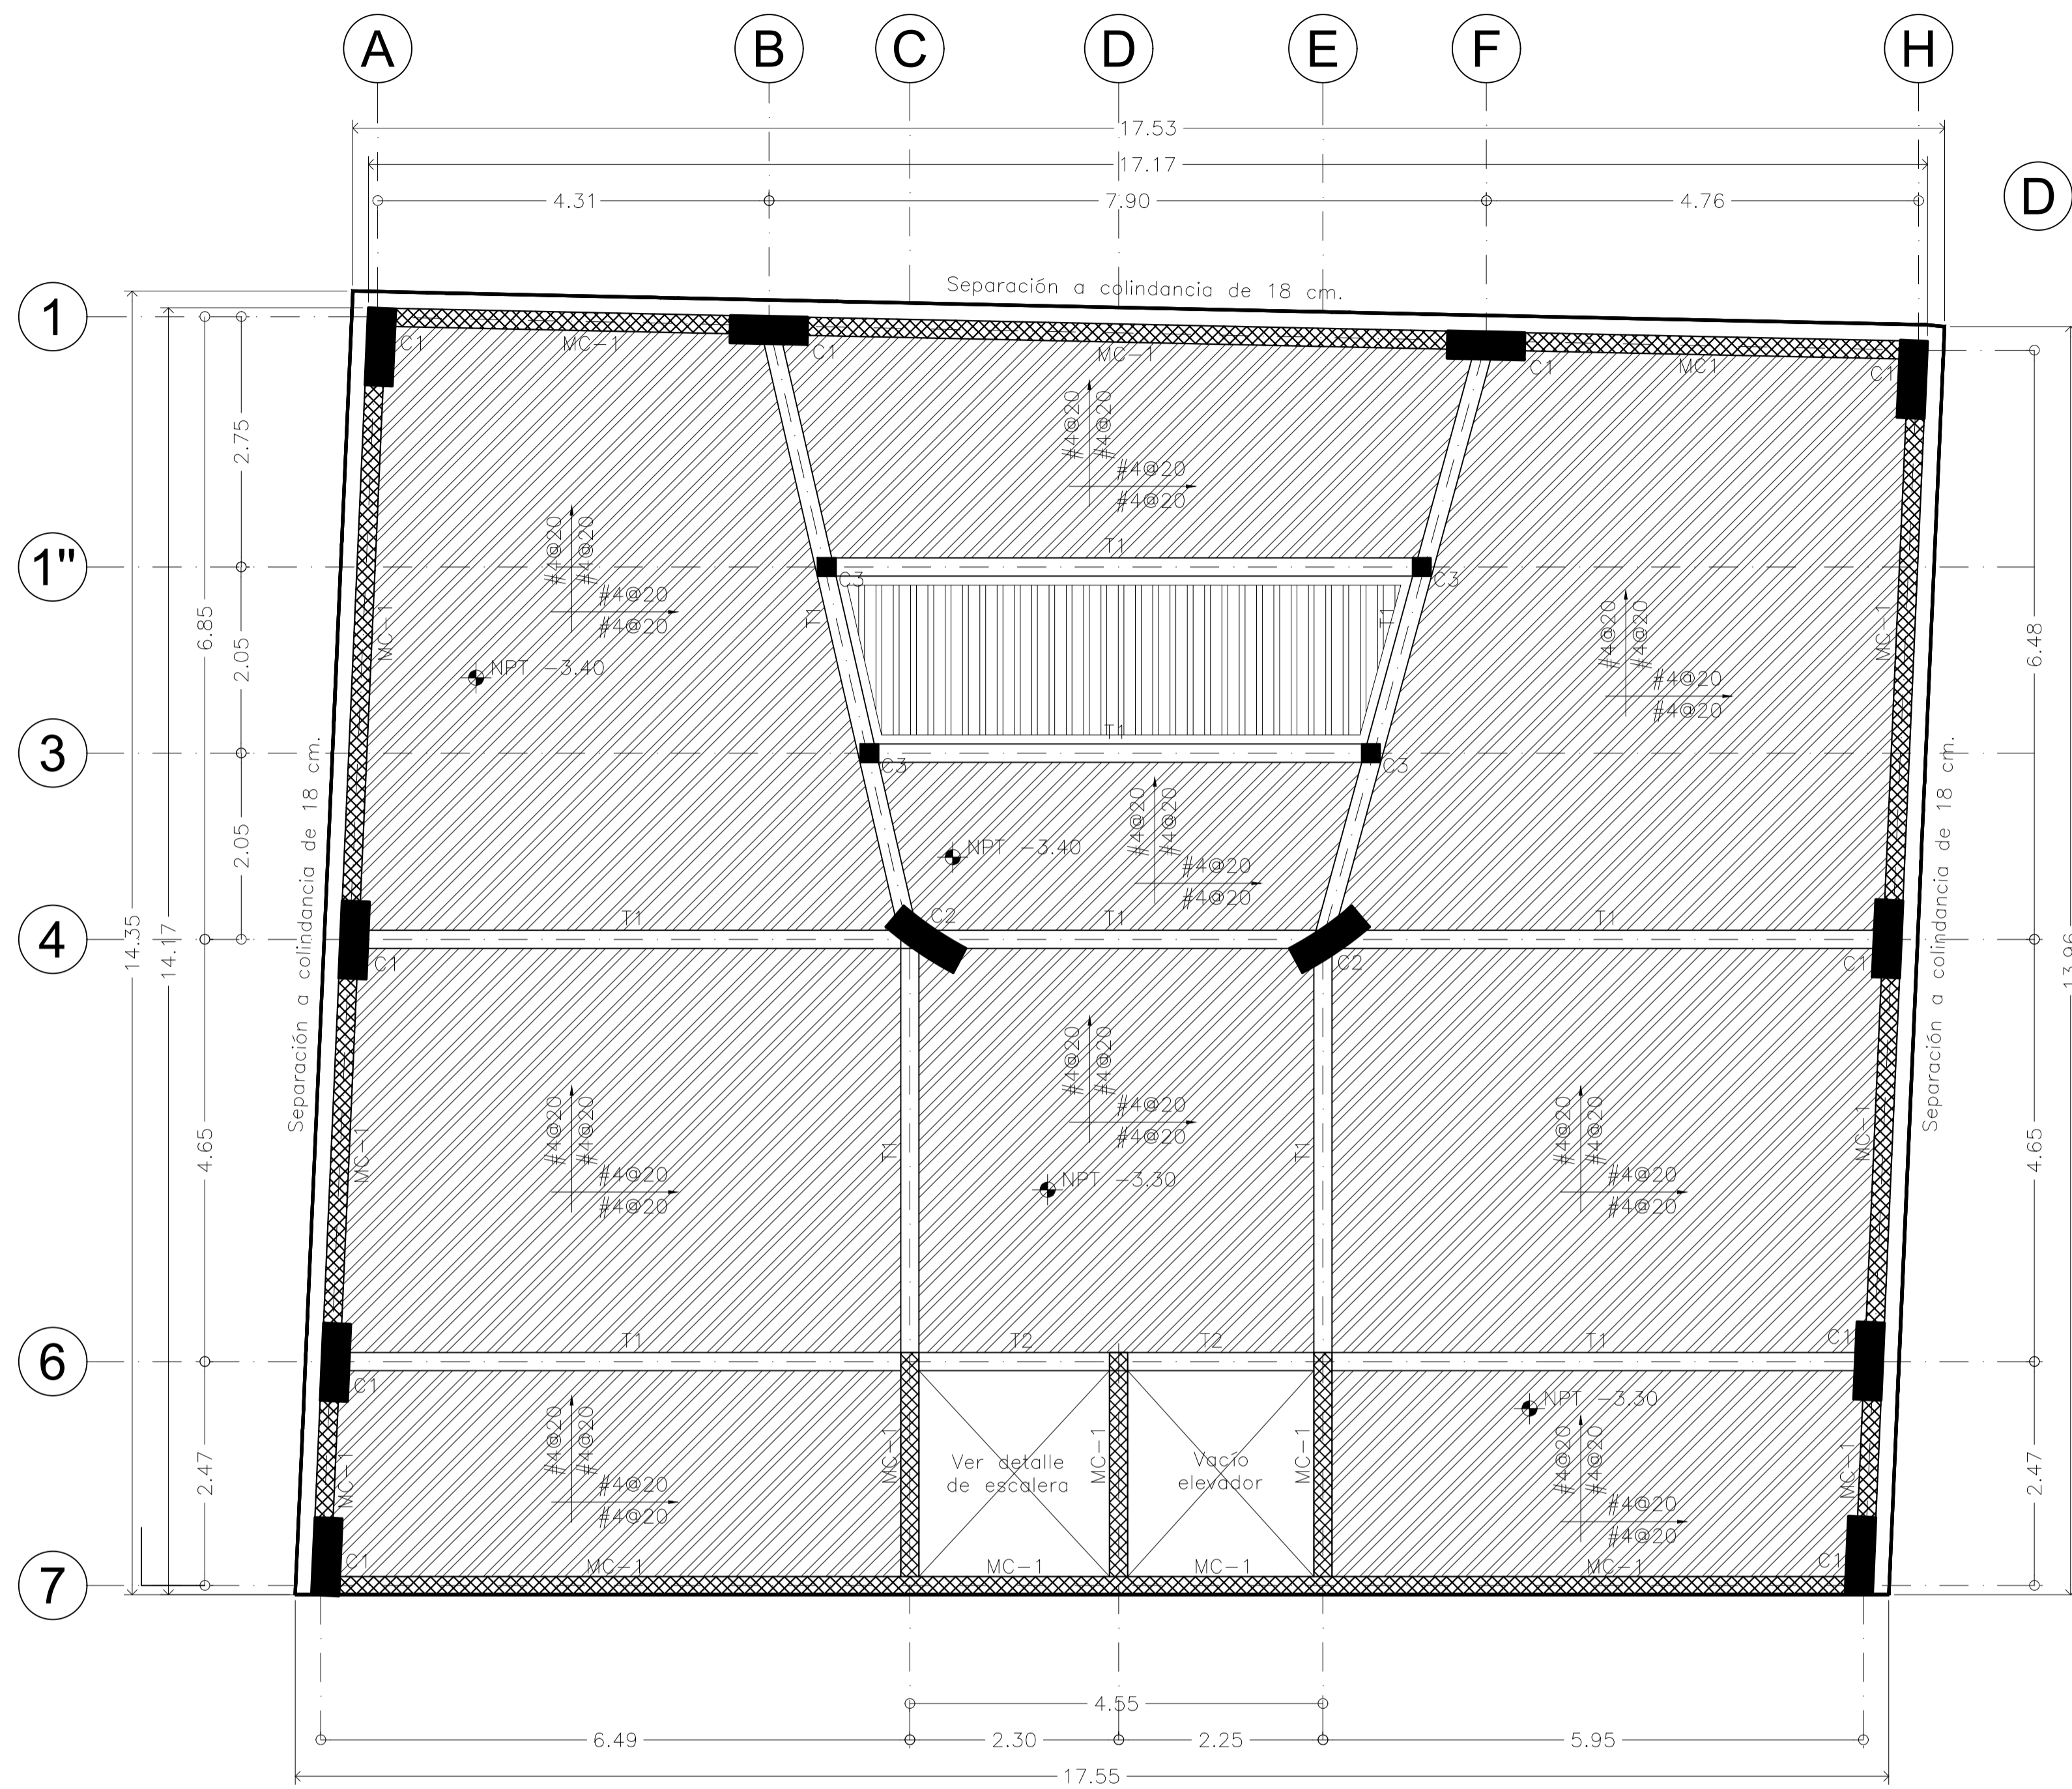 A
B
C
D
E
F
H
17.53
17.17
4.31
7.90
4.76
D
Separación a colindancia de 18 cm.
1
C1
MC-1
C1
MC-1
C1
MC1
C1
2.75
#4@20
#4@20
#4@20
#4@20
1"
T1
C3
C3
#4@20
#4@20
#4@20
#4@20
T1
T1
#4@20
#4@20
#4@20
#4@20
MC-1
MC-1
6.85
2.05
6.48
NPT -3.40
3
T1
C3
C3
Separación a colindancia de 18 cm.
Separación a colindancia de 18 cm.
2.05
NPT -3.40
#4@20
#4@20
#4@20
#4@20
4
T1
C2
T1
T1
14.35
14.17
13.96
C1
C2
C1
#4@20
#4@20
#4@20
#4@20
4.65
MC-1
#4@20
#4@20
#4@20
#4@20
T1
NPT -3.30
T1
#4@20
#4@20
#4@20
#4@20
MC-1
4.65
6
T1
T2
T2
T1
C1
C1
NPT -3.30
2.47
MC-1
#4@20
#4@20
#4@20
#4@20
MC-1
Ver detalle
de escalera
MC-1
Vacío
elevador
MC-1
#4@20
#4@20
#4@20
#4@20
MC-1
2.47
7
C1
MC-1
MC-1
MC-1
MC-1
C1
4.55
6.49
2.30
2.25
5.95
17.55